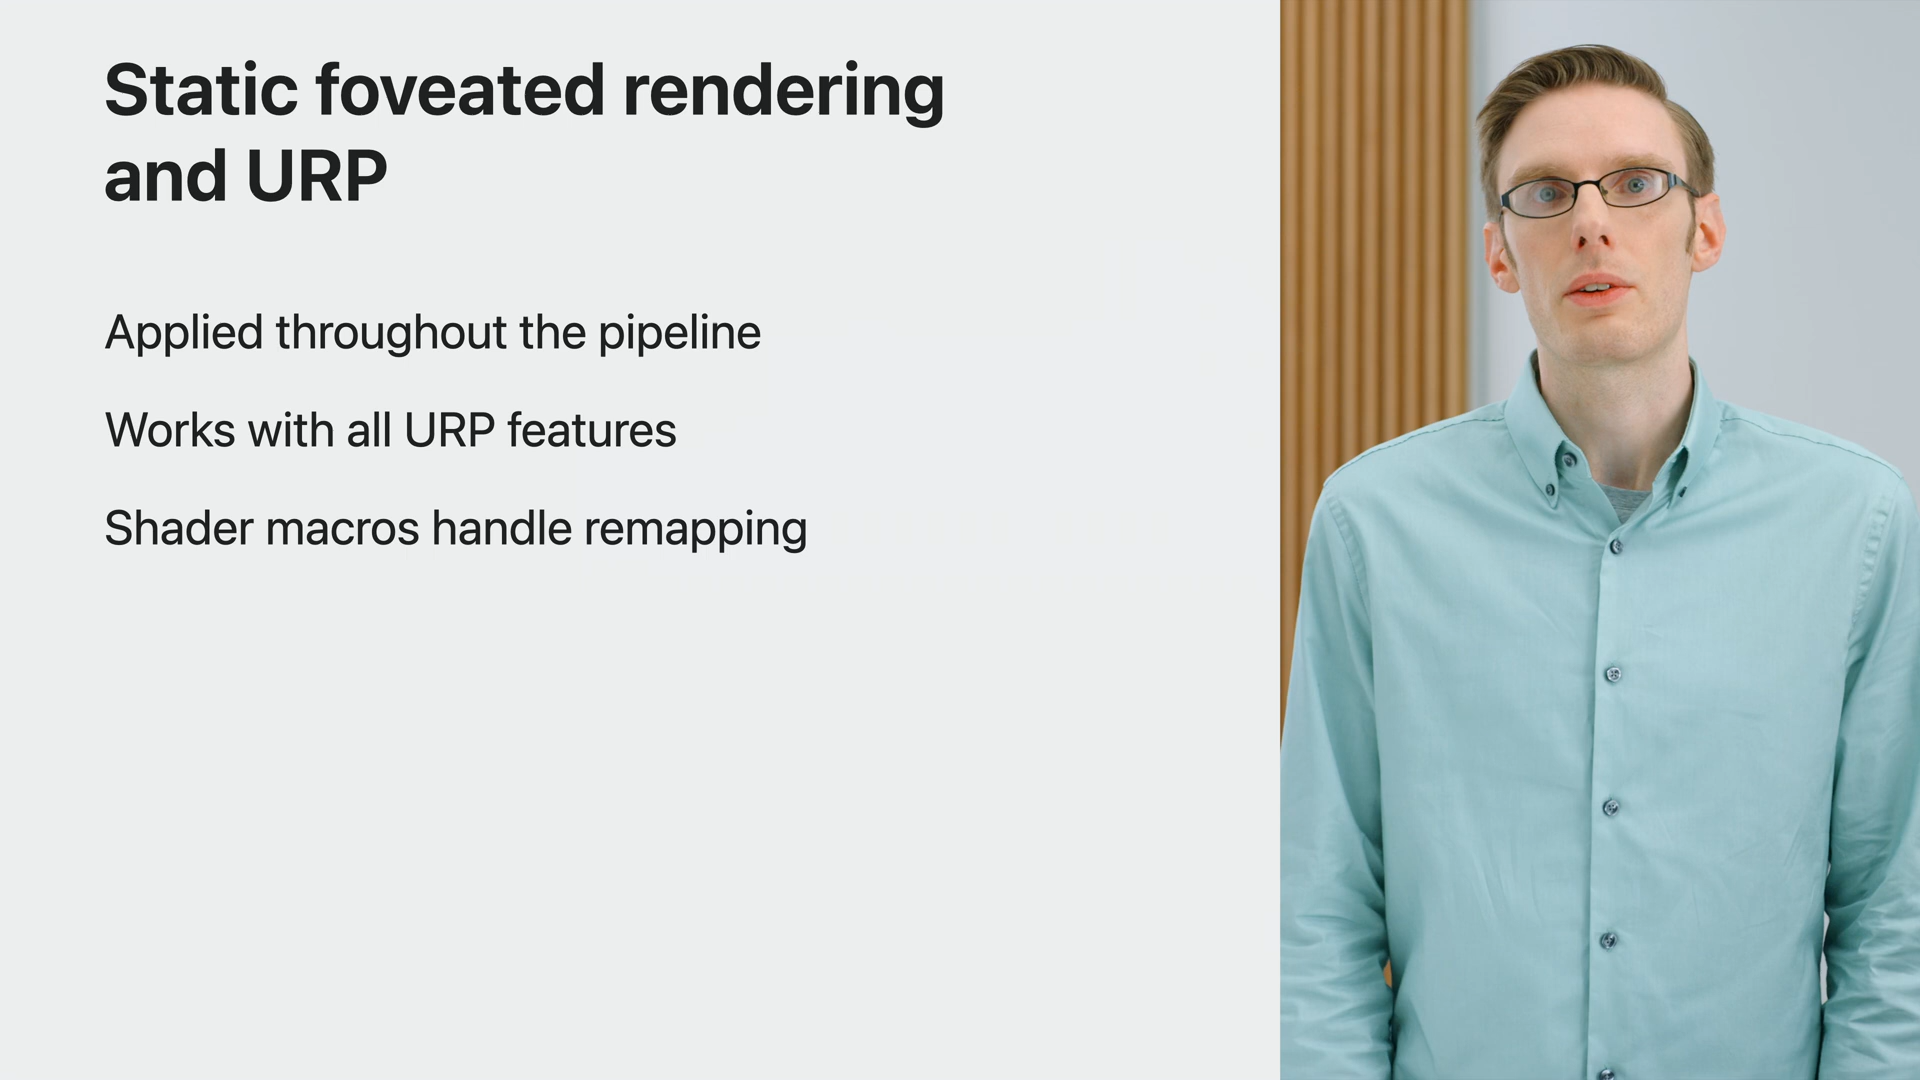 Static foveated rendering
and URP
Applied throughout the pipeline
Works with all URP features
Shader macros handle remapping